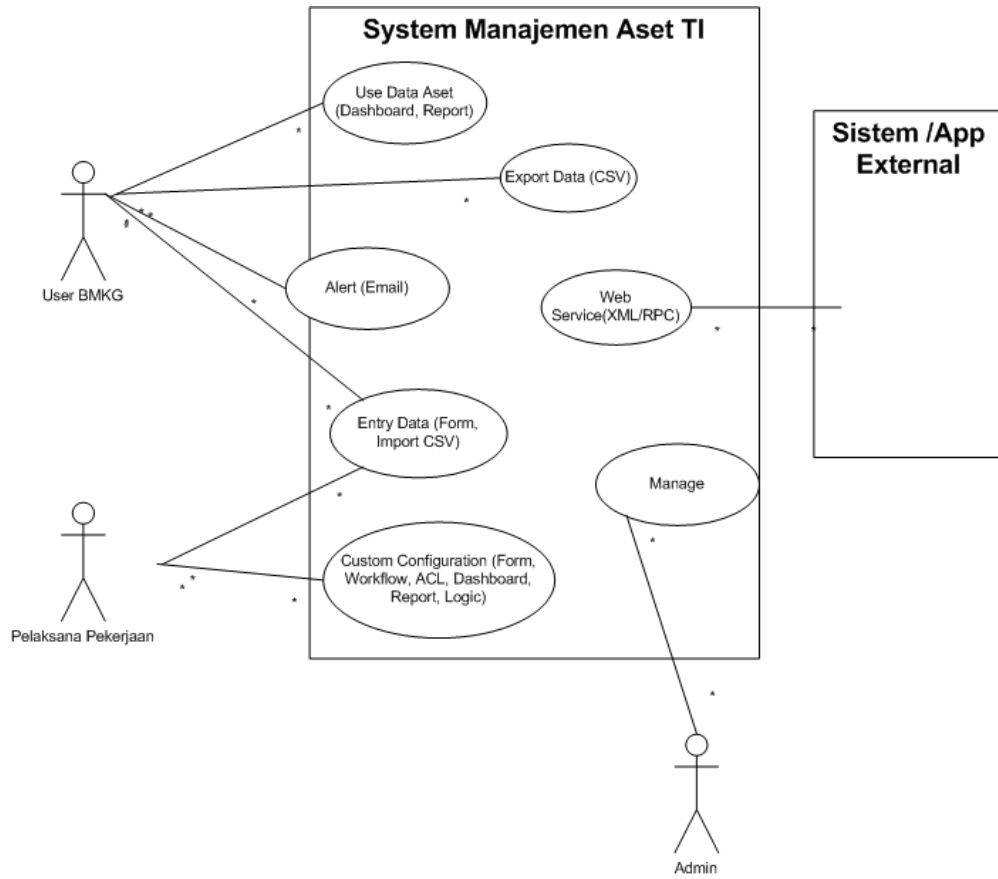 System Manajemen Aset TI
Use Data Aset
(Dashboard, Report)
*
Sistem /App
External
Export Data (CSV)
*
* *
*
*
User BMKG
Alert (Email)
*
Web
Service(XML/RPC)
*
*
*
Entry Data (Form,
Import CSV)
*
Manage
*
Custom Configuration (Form,
Workflow, ACL, Dashboard,
Report, Logic)
* *
*
Pelaksana Pekerjaan
*
Admin